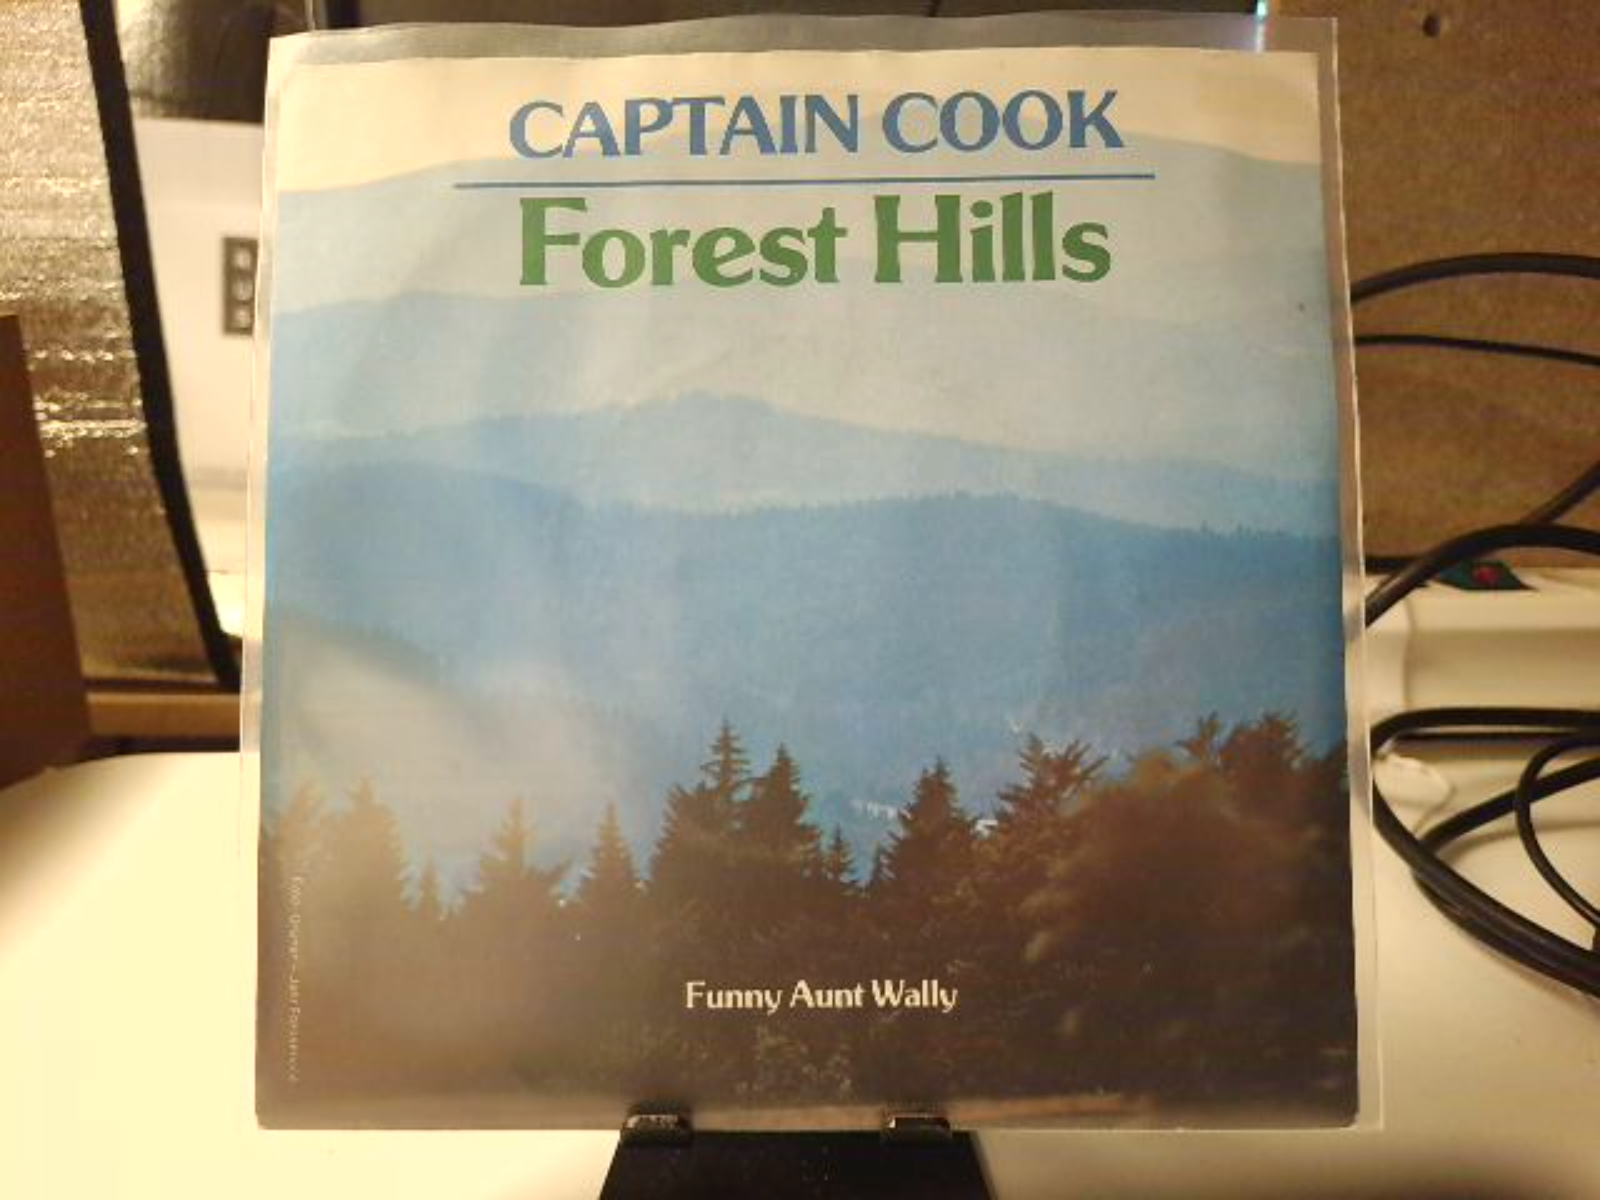 CAPTAIN COOK
Forest Hills
Funny Aunt Wally